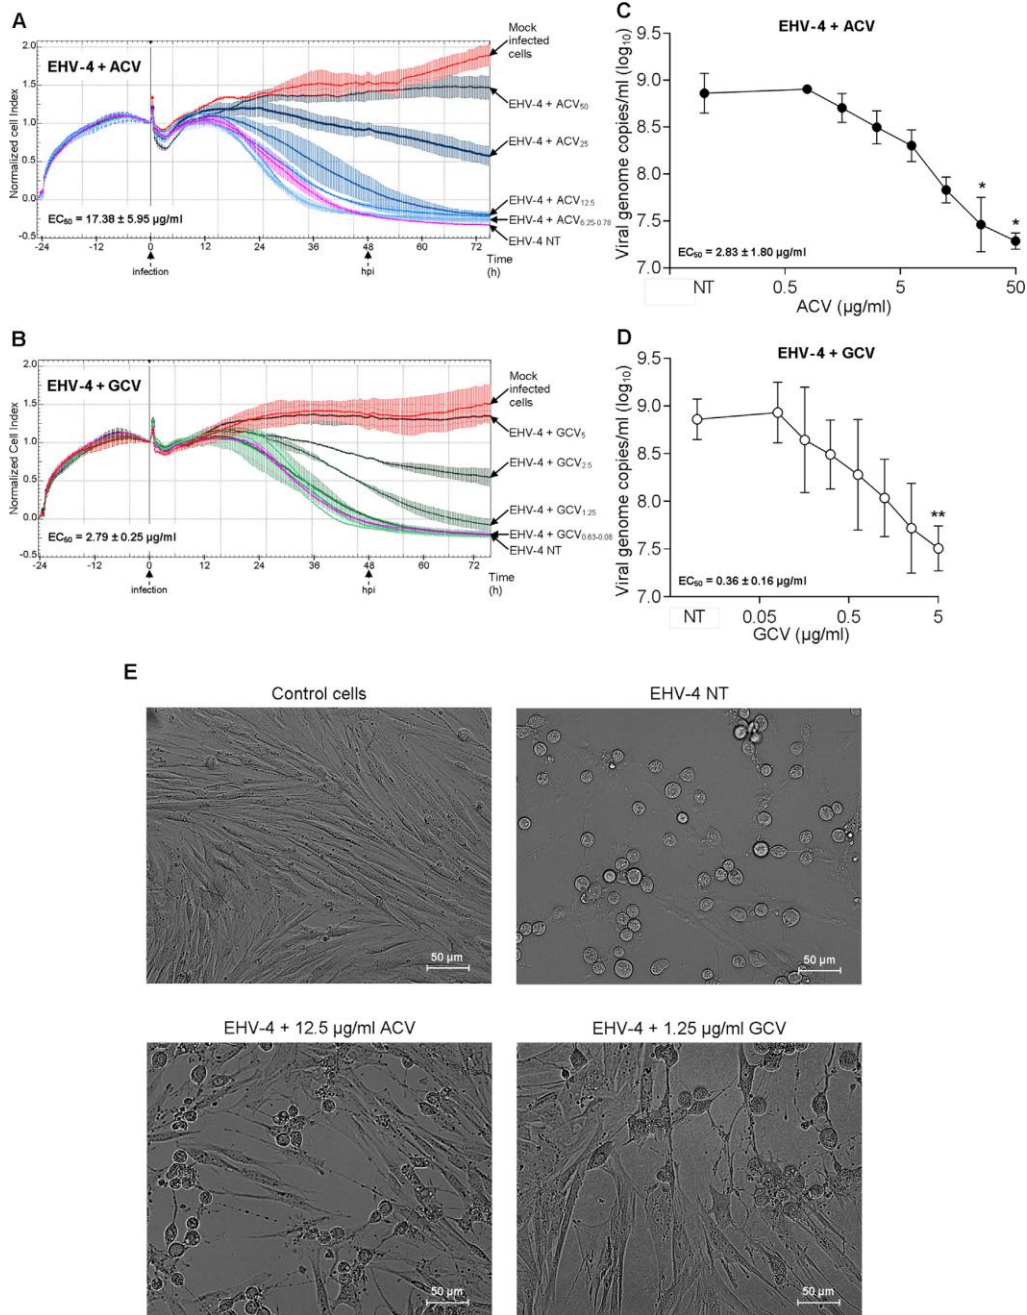 A
EHV-4 + ACV
Normalized cell Index
2.0
1.5
1.0
0.5
0.0
-0.5
EC50 = 17.38 ± 5.95 µg/ml
-24
-12
0
12
24
36
48
60
72
Time
(h)
infection
hpi
Mock
infected
cells
EHV-4 + ACV50
EHV-4 + ACV25
EHV-4 + ACV12.5
EHV-4 + ACV6.25-0.78
EHV-4 NT
C
EHV-4 + ACV
Viral genome copies/ml (log10)
9.5
9.0
8.5
8.0
7.5
7.0
*
*
EC50 = 2.83 ± 1.80 µg/ml
NT
0.5
5
50
ACV (µg/ml)
B
EHV-4 + GCV
Normalized Cell Index
2.0
1.5
1.0
0.5
0.0
-0.5
EC50 = 2.79 ± 0.25 µg/ml
-24
-12
0
12
24
36
48
60
72
Time
(h)
infection
hpi
Mock
infected
cells
EHV-4 + GCV5
EHV-4 + GCV2.5
EHV-4 + GCV1.25
EHV-4 + GCV0.63-0.08
EHV-4 NT
D
EHV-4 + GCV
Viral genome copies/ml (log10)
9.5
9.0
8.5
8.0
7.5
7.0
**
EC50 = 0.36 ± 0.16 µg/ml
NT
0.05
0.5
5
GCV (µg/ml)
E
Control cells
50 µm
EHV-4 NT
50 µm
EHV-4 + 12.5 µg/ml ACV
50 µm
EHV-4 + 1.25 µg/ml GCV
50 µm